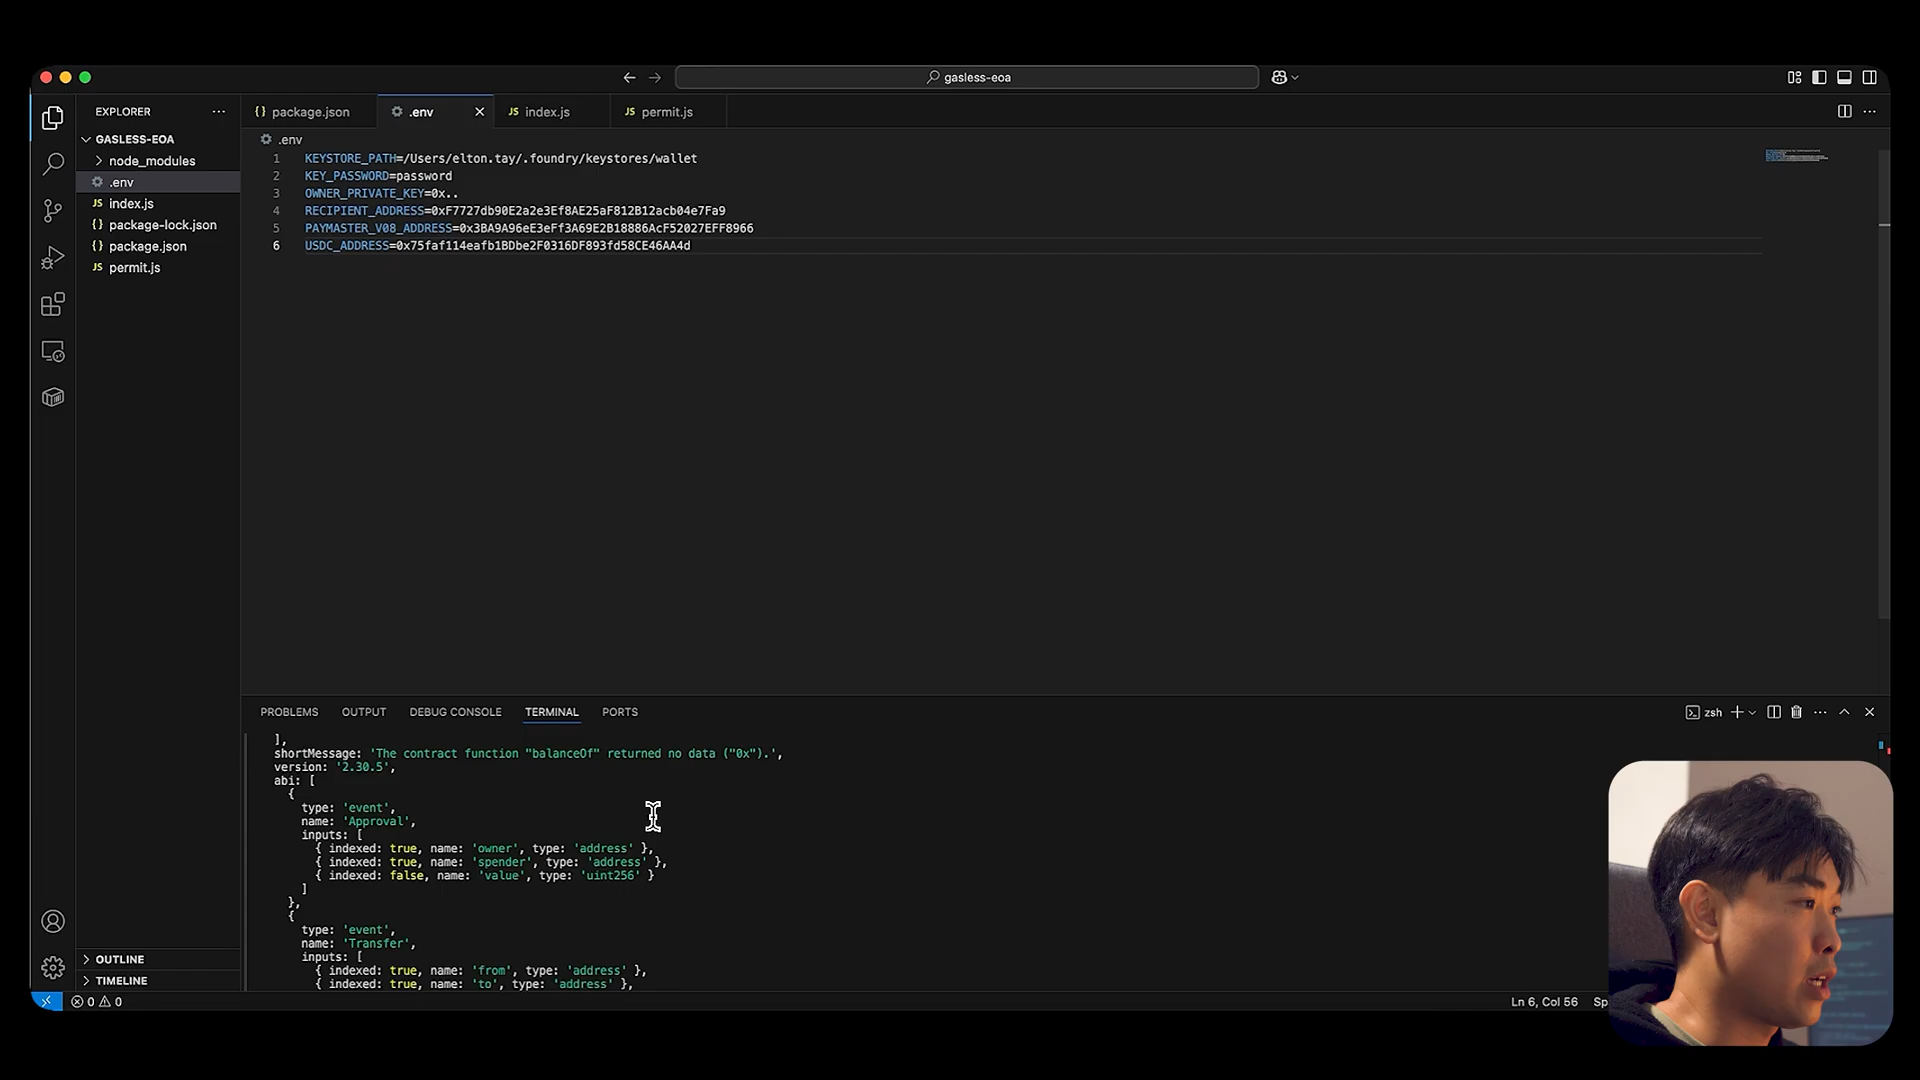 gasless-eoa
EXPLORER
package.json
.env
index.js
permit.js
GASLESS-EOA
node_modules
.env
index.js
package-lock.json
package.json
permit.js
.env
1 KEYSTORE_PATH=/Users/elton.tay/.foundry/keystores/wallet
2 KEY_PASSWORD=password
3 OWNER_PRIVATE_KEY=0x..
4 RECIPIENT_ADDRESS=0xF7727db90E2a2e3Ef8AE25aF812B12acb04e7Fa9
5 PAYMASTER_V08_ADDRESS=0x3BA9A96eE3eFf3A69E2B18886AcF52027EFF8966
6 USDC_ADDRESS=0x75faf114eafb1BDbe2F0316DF893fd58CE46AA4d
PROBLEMS OUTPUT DEBUG CONSOLE TERMINAL PORTS
zsh
],
shortMessage: 'The contract function "balanceOf" returned no data ("0x").',
version: '2.30.5',
abi: [
{
type: 'event',
name: 'Approval',
inputs: [
{ indexed: true, name: 'owner', type: 'address' },
{ indexed: true, name: 'spender', type: 'address' },
{ indexed: false, name: 'value', type: 'uint256' }
]
},
{
type: 'event',
name: 'Transfer',
inputs: [
{ indexed: true, name: 'from', type: 'address' },
{ indexed: true, name: 'to', type: 'address' },
OUTLINE
TIMELINE
0 0
Ln 6, Col 56
Sp